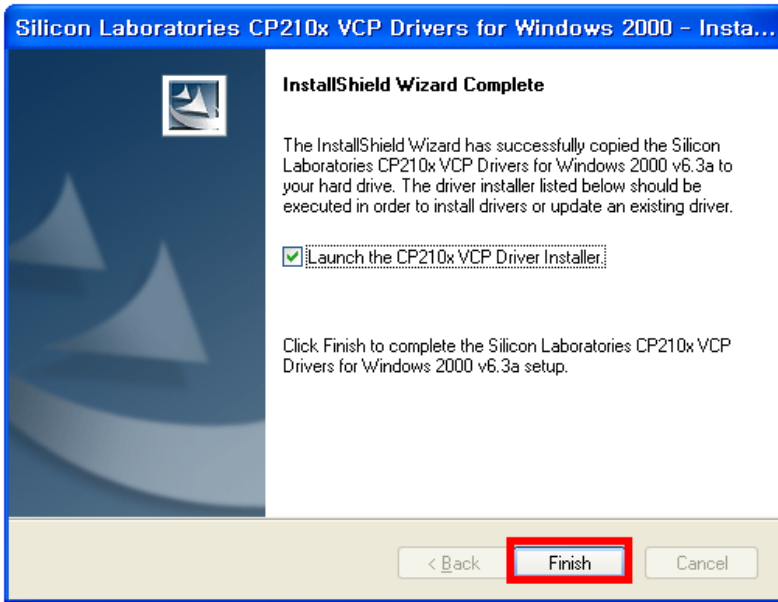 Silicon Laboratories CP210x VCP Drivers for Windows 2000 - Insta...
InstallShield Wizard Complete
The InstallShield Wizard has successfully copied the Silicon
Laboratories CP210x VCP Drivers for Windows 2000 v6.3a to
your hard drive. The driver installer listed below should be
executed in order to install drivers or update an existing driver.
Launch the CP210x VCP Driver Installer.
Click Finish to complete the Silicon Laboratories CP210x VCP
Drivers for Windows 2000 v6.3a setup.
< Back Finish Cancel